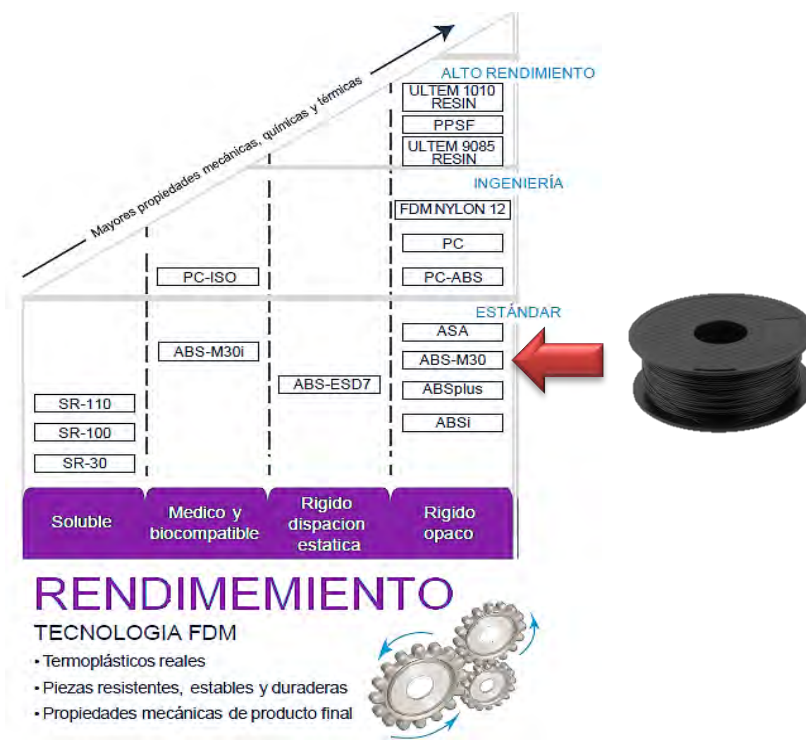 Mayores propiedades mecánicas, químicas y térmicas
ALTO RENDIMIENTO
ULTEM 1010
RESIN
PPSF
ULTEM 9085
RESIN
INGENIERÍA
FDM NYLON 12
PC
PC-ISO
PC-ABS
ESTÁNDAR
ASA
ABS-M30i
ABS-M30
ABS-ESD7
ABSplus
SR-110
ABSi
SR-100
SR-30
Soluble
Medico y
biocompatible
Rigido
dispacion
estatica
Rigido
opaco
RENDIMEMIENTO
TECNOLOGIA FDM
• Termoplásticos reales
• Piezas resistentes, estables y duraderas
• Propiedades mecánicas de producto final